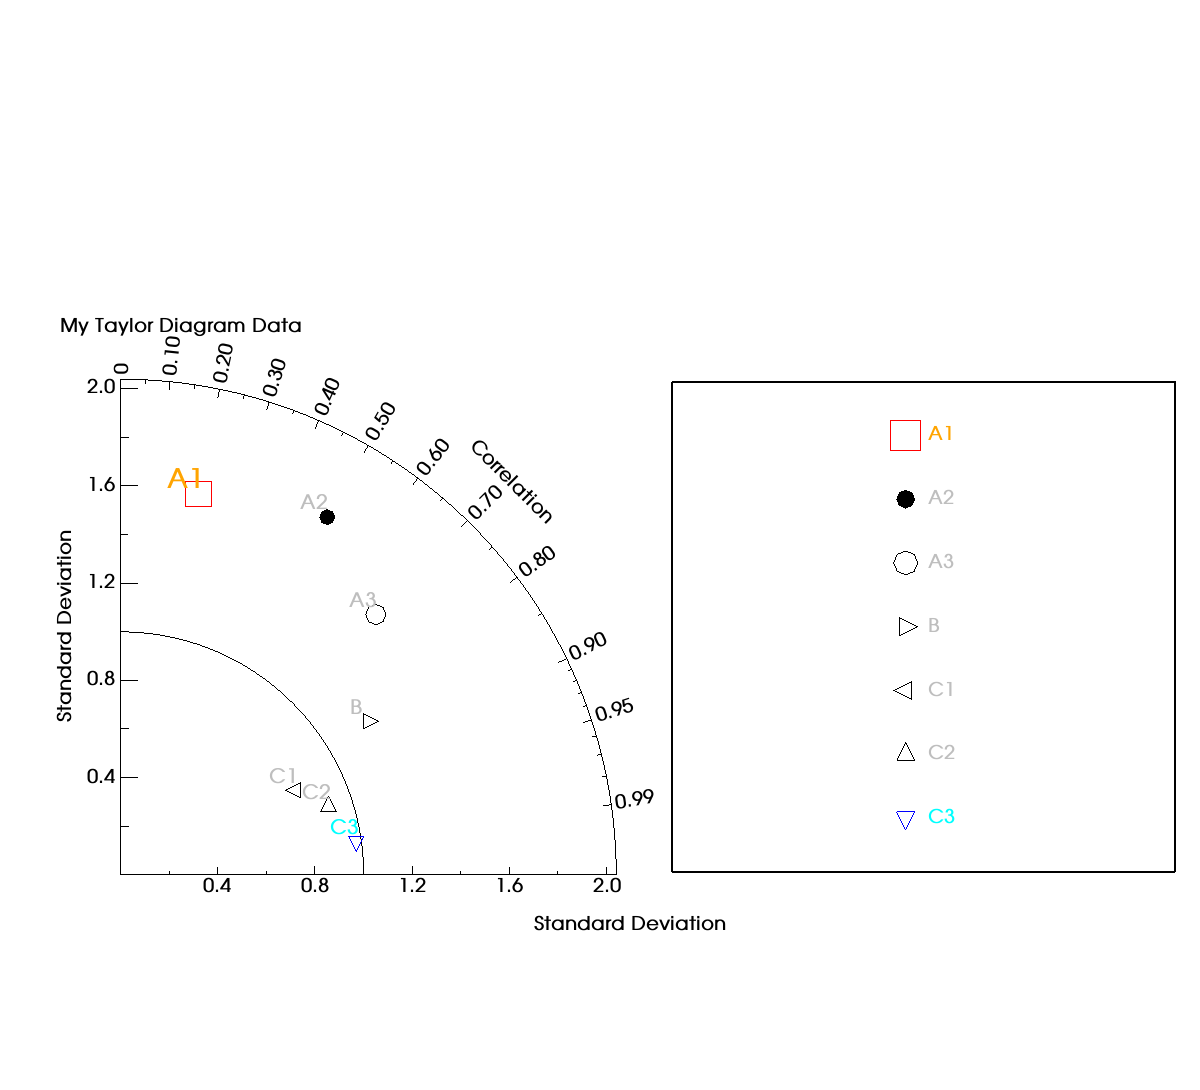 My Taylor Diagram Data
0
0.10
0.20
0.30
0.40
0.50
0.60
0.70
0.80
0.90
0.95
0.99
Correlation
2.0
1.6
1.2
0.8
0.4
Standard Deviation
A1
A2
A3
B
C1
C2
C3
0.4
0.8
1.2
1.6
2.0
Standard Deviation
A1
A2
A3
B
C1
C2
C3